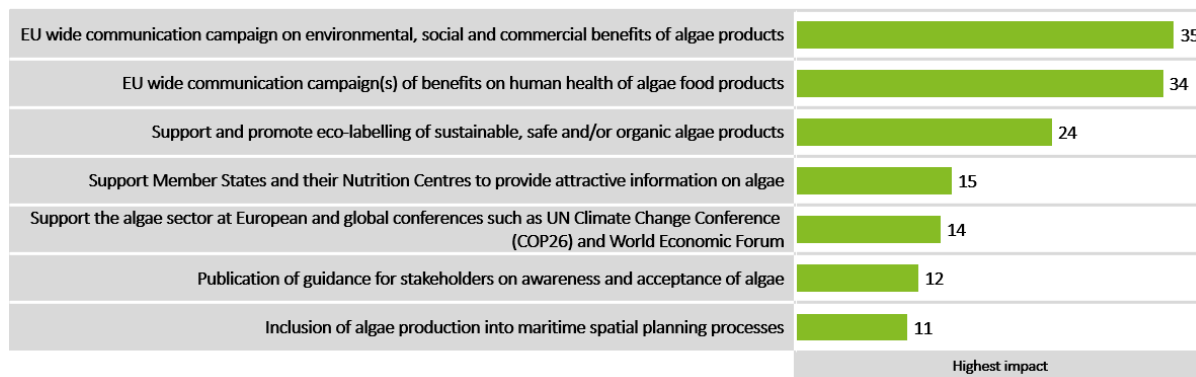 EU wide communication campaign on environmental, social and commercial benefits of algae products
35
EU wide communication campaign(s) of benefits on human health of algae food products
34
Support and promote eco-labelling of sustainable, safe and/or organic algae products
24
Support Member States and their Nutrition Centres to provide attractive information on algae
15
Support the algae sector at European and global conferences such as UN Climate Change Conference
(COP26) and World Economic Forum
14
Publication of guidance for stakeholders on awareness and acceptance of algae
12
Inclusion of algae production into maritime spatial planning processes
11
Highest impact